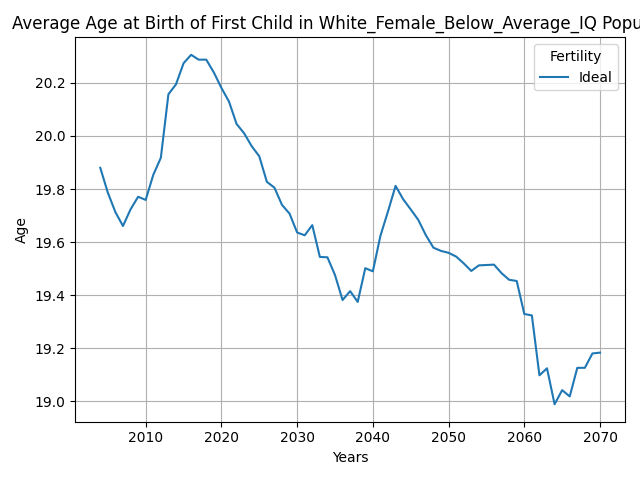 Average Age at Birth of First Child in White_Female_Below_Average_IQ Popu
Fertility
Ideal
20.2
20.0
19.8
19.6
19.4
19.2
19.0
Age
2010 2020 2030 2040 2050 2060 2070
Years